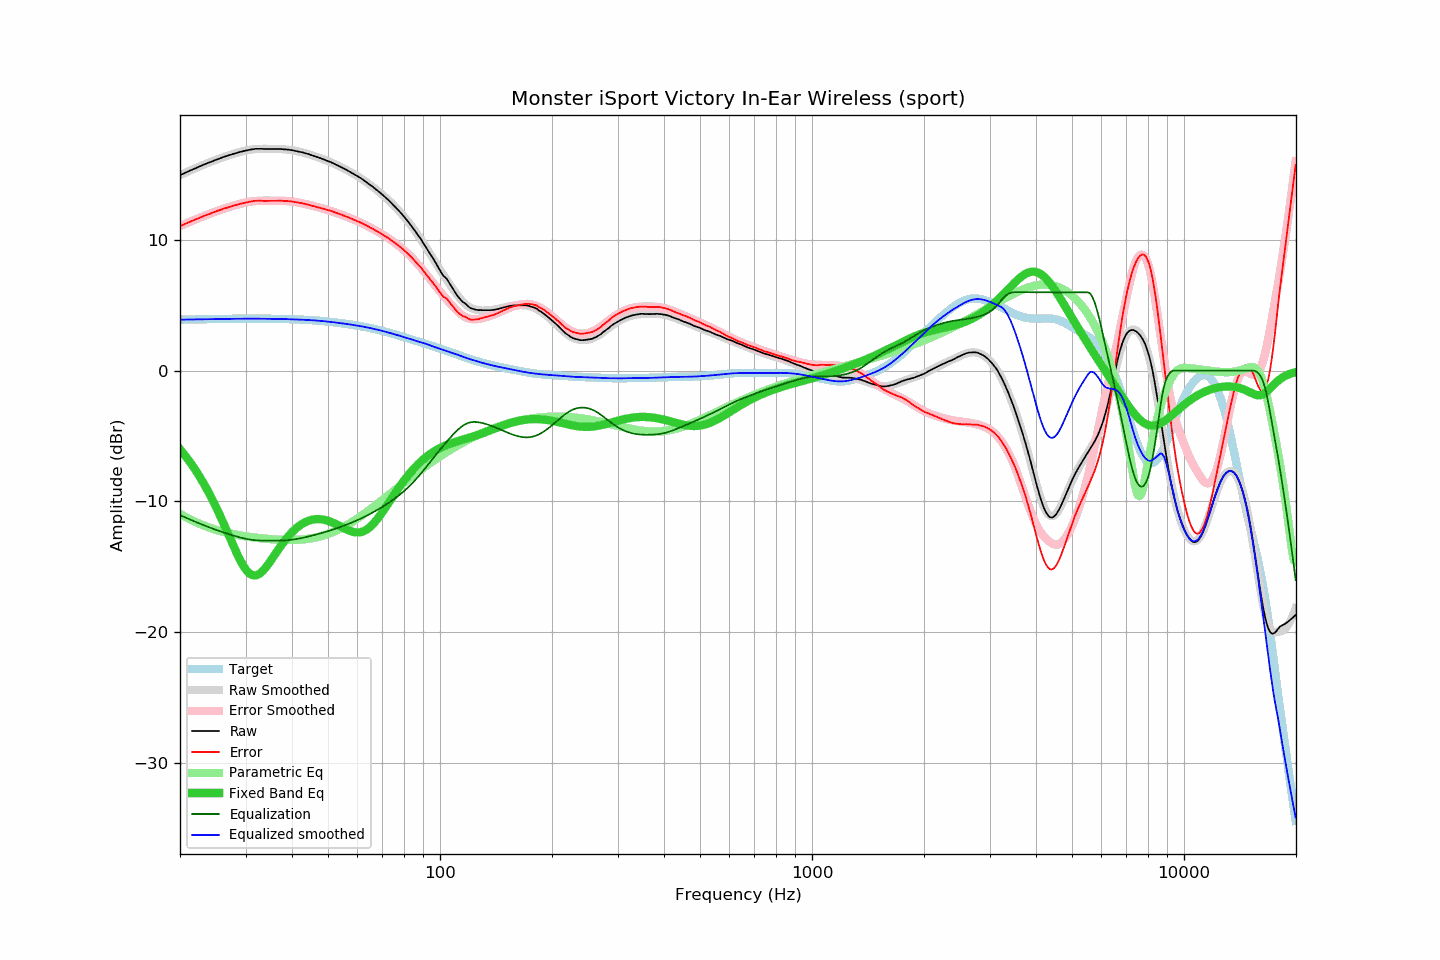 Monster iSport Victory In-Ear Wireless (sport)
Amplitude (dBr)
10
0
−10
−20
−30
Target
Raw Smoothed
Error Smoothed
Raw
Error
Parametric Eq
Fixed Band Eq
Equalization
Equalized smoothed
100
1000
10000
Frequency (Hz)